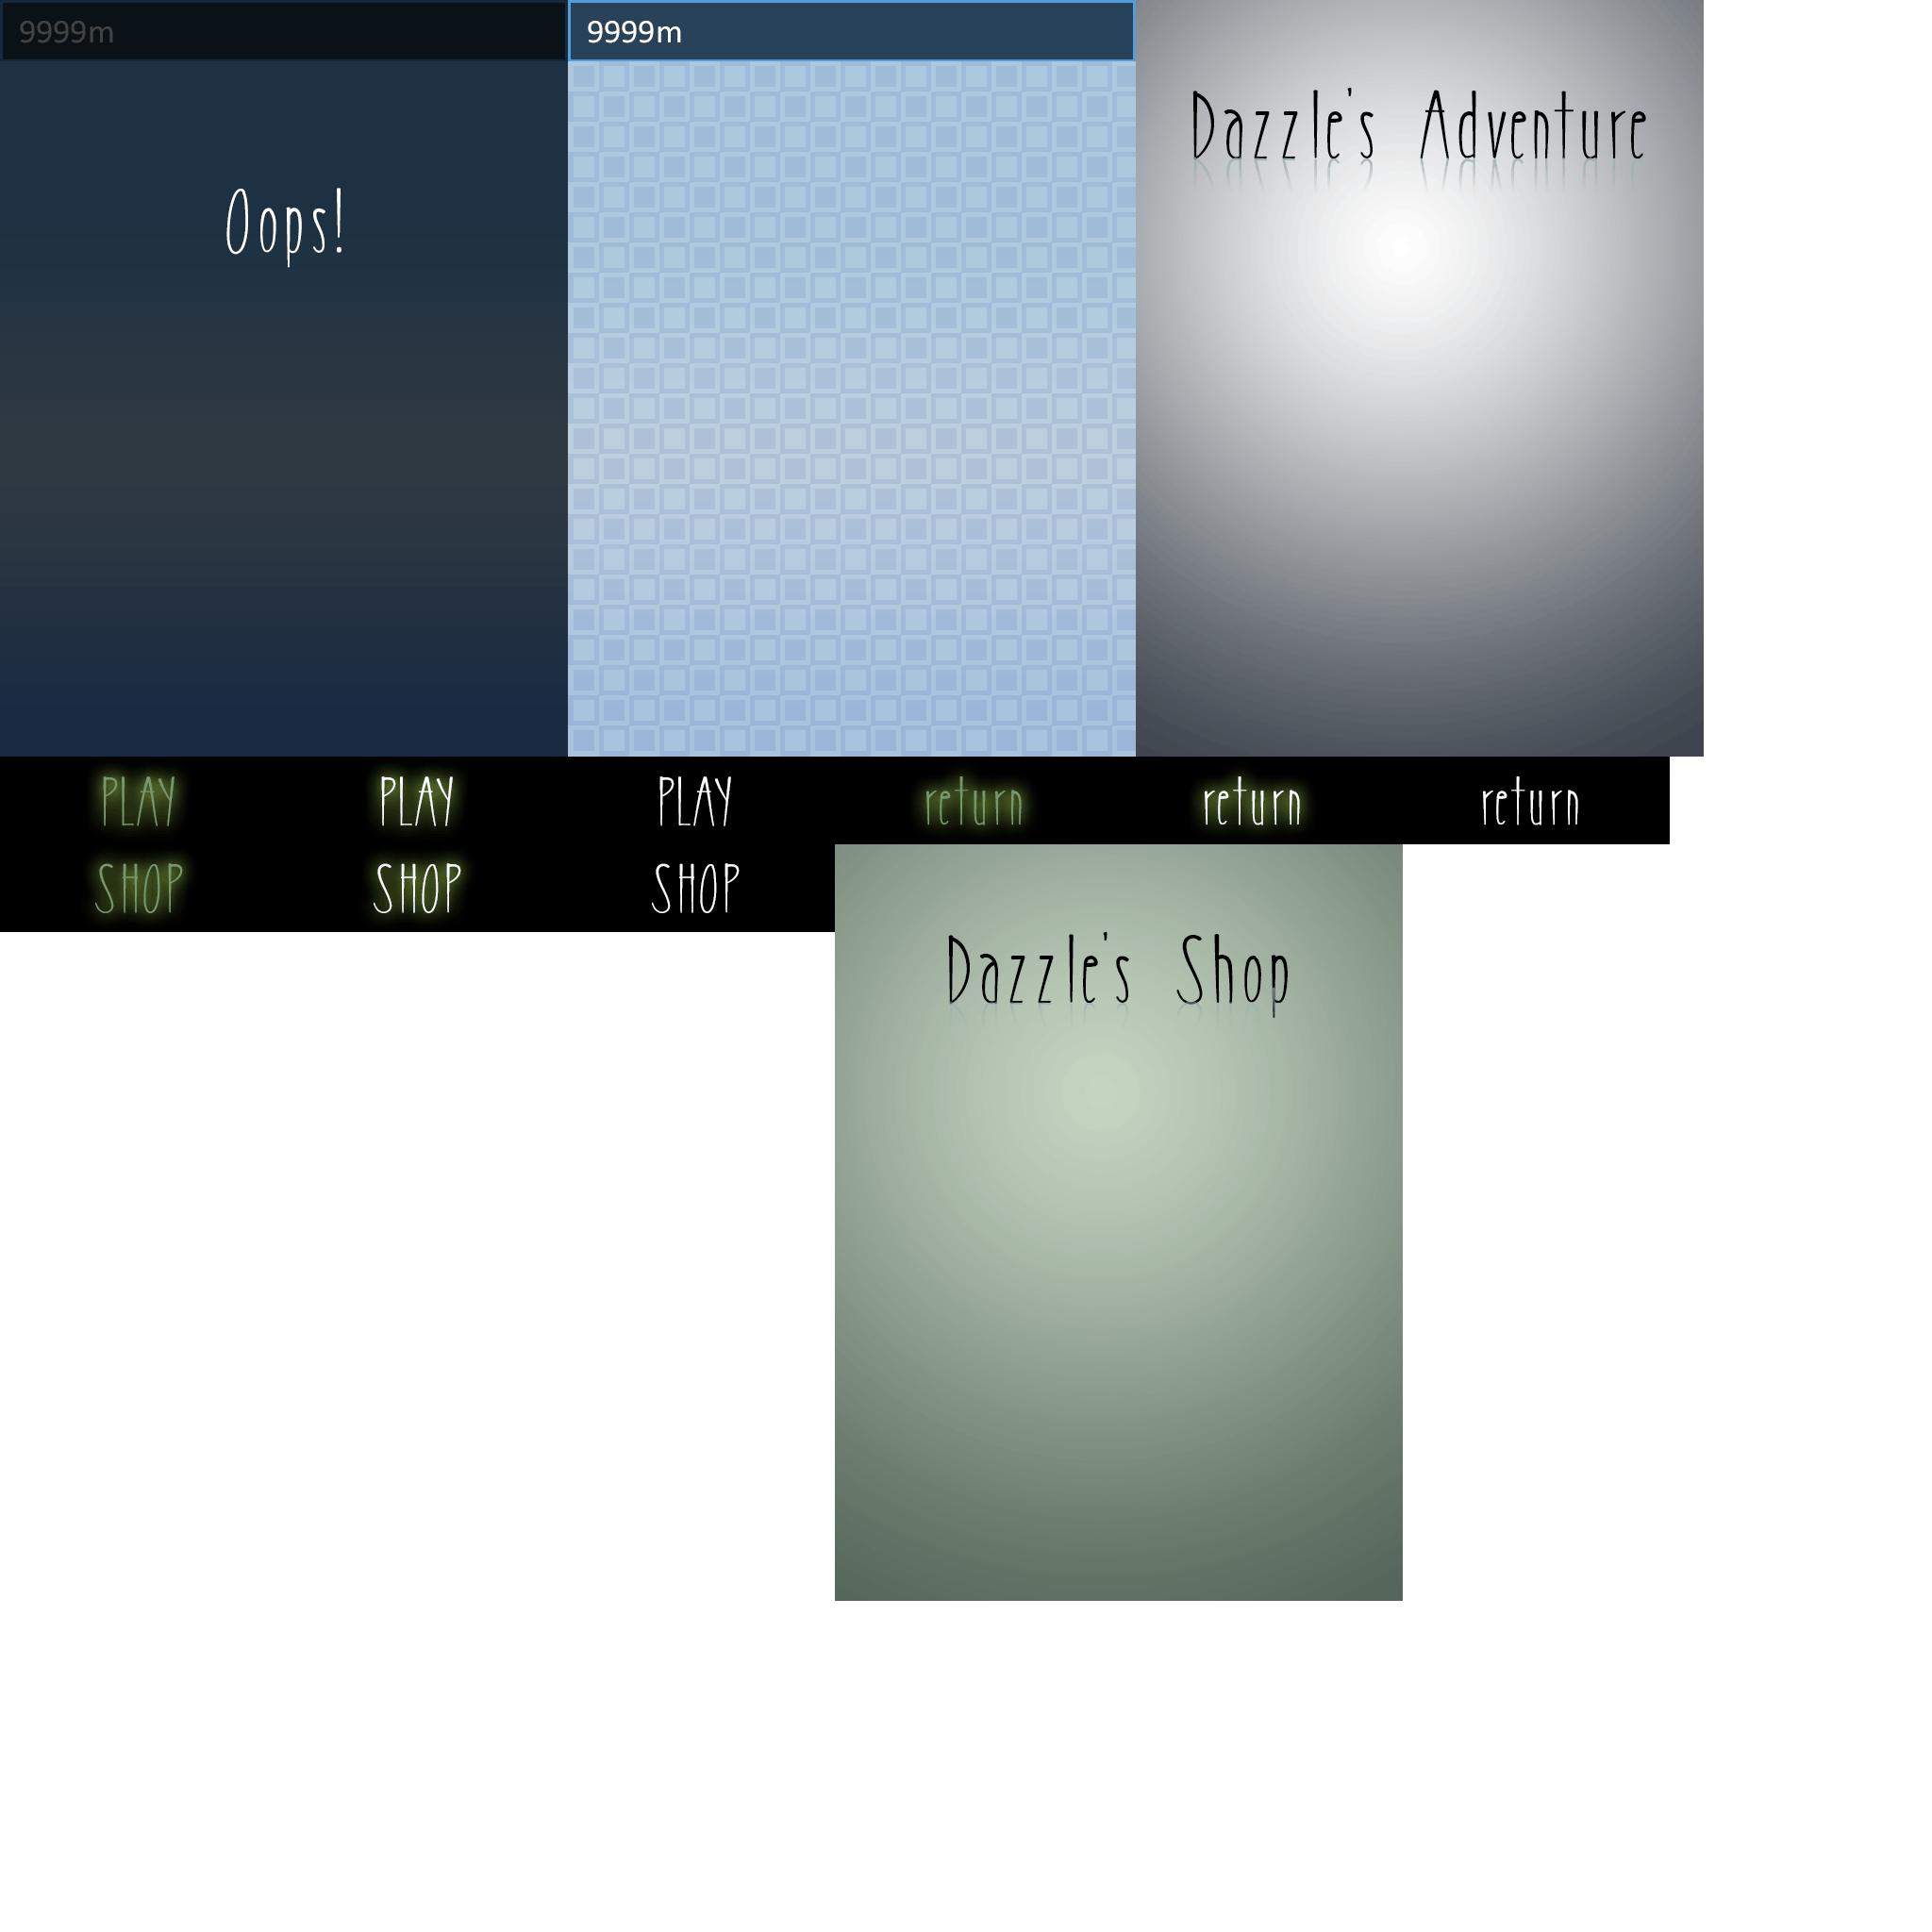 9999m
Oops!
9999m
Dazzle's Adventure
PLAY PLAY PLAY return return return
SHOP SHOP SHOP
Dazzle's Shop